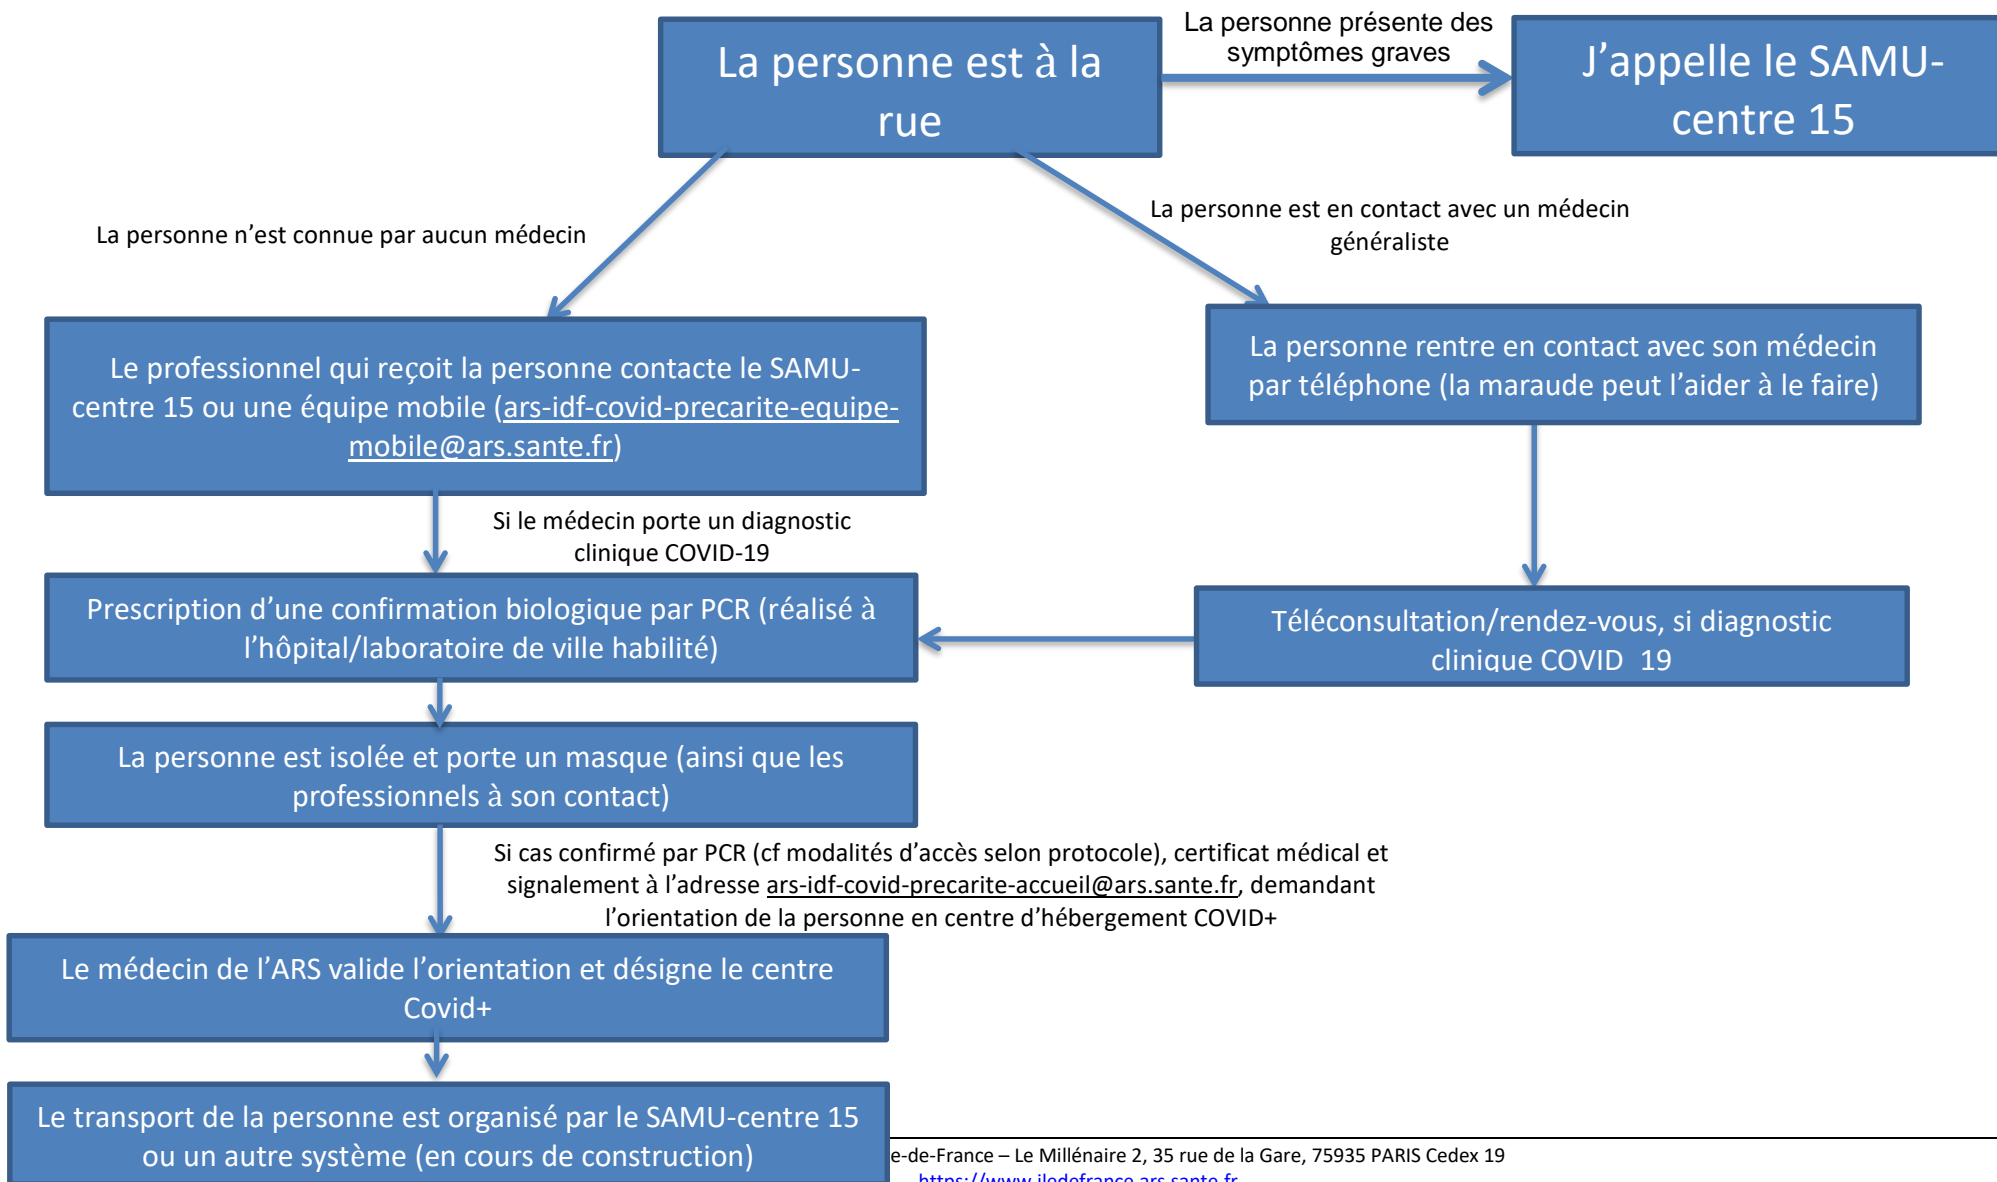 La personne est à la
rue
La personne présente des
symptômes graves
J’appelle le SAMU-
centre 15
La personne n’est connue par aucun médecin
La personne est en contact avec un médecin
généraliste
Le professionnel qui reçoit la personne contacte le SAMU-
centre 15 ou une équipe mobile (ars-idf-covid-precarite-equipe-
mobile@ars.sante.fr)
La personne rentre en contact avec son médecin
par téléphone (la maraude peut l’aider à le faire)
Si le médecin porte un diagnostic
clinique COVID-19
Prescription d’une confirmation biologique par PCR (réalisé à
l’hôpital/laboratoire de ville habilité)
Téléconsultation/rendez-vous, si diagnostic
clinique COVID_19
La personne est isolée et porte un masque (ainsi que les
professionnels à son contact)
Si cas confirmé par PCR (cf modalités d’accès selon protocole), certificat médical et
signalement à l’adresse ars-idf-covid-precarite-accueil@ars.sante.fr, demandant
l’orientation de la personne en centre d’hébergement COVID+
Le médecin de l’ARS valide l’orientation et désigne le centre
Covid+
Le transport de la personne est organisé par le SAMU-centre 15
ou un autre système (en cours de construction)
e-de-France – Le Millénaire 2, 35 rue de la Gare, 75935 PARIS Cedex 19
https://www.iledefrance.ars.sante.fr